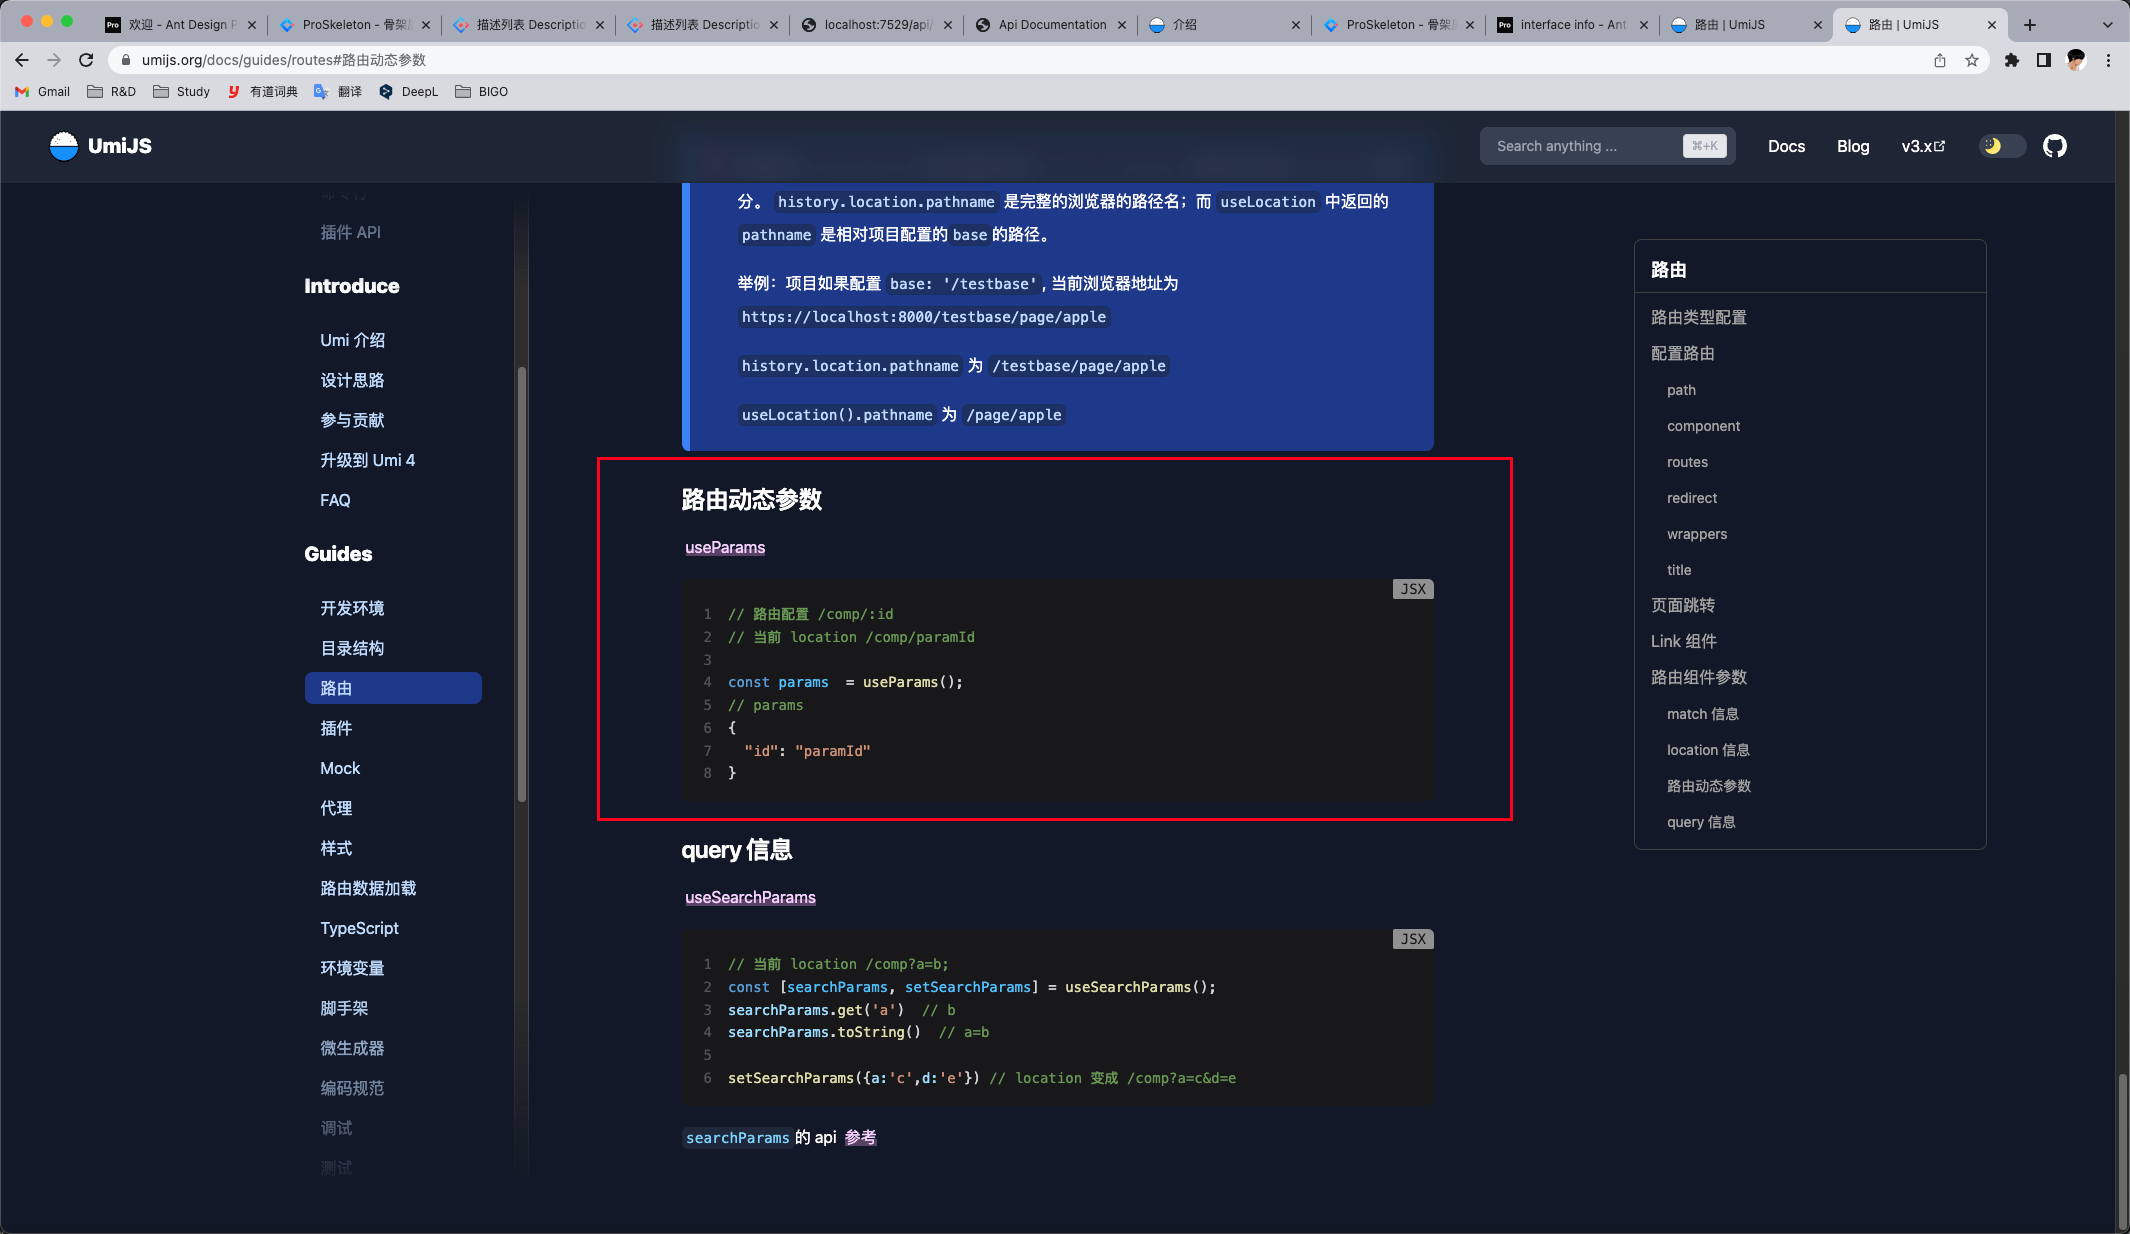 欢迎 - Ant Design P
ProSkeleton - 骨架屏
描述列表 Descriptio
描述列表 Descriptio
localhost:7529/api/
Api Documentation
介绍
ProSkeleton - 骨架屏
interface info - Ant
路由 | UmiJS
路由 | UmiJS
umijs.org/docs/guides/routes#路由动态参数
Gmail
R&D
Study
有道词典
翻译
DeepL
BIGO
UmiJS
Search anything ...
⌘+K
Docs
Blog
v3.x
命令行
插件 API
Introduce
Umi 介绍
设计思路
参与贡献
升级到 Umi 4
FAQ
Guides
开发环境
目录结构
路由
插件
Mock
代理
样式
路由数据加载
TypeScript
环境变量
脚手架
微生成器
编码规范
调试
测试
分。 history.location.pathname 是完整的浏览器的路径名；而 useLocation 中返回的
pathname 是相对项目配置的 base 的路径。
举例：项目如果配置 base: '/testbase', 当前浏览器地址为
https://localhost:8000/testbase/page/apple
history.location.pathname 为 /testbase/page/apple
useLocation().pathname 为 /page/apple
路由动态参数
useParams
JSX
1 // 路由配置 /comp/:id
2 // 当前 location /comp/paramId
3
4 const params  = useParams();
5 // params
6 {
7   "id": "paramId"
8 }
query 信息
useSearchParams
JSX
1 // 当前 location /comp?a=b;
2 const [searchParams, setSearchParams] = useSearchParams();
3 searchParams.get('a')  // b
4 searchParams.toString()  // a=b
5
6 setSearchParams({a:'c',d:'e'}) // location 变成 /comp?a=c&d=e
searchParams 的 api 参考
路由
路由类型配置
配置路由
path
component
routes
redirect
wrappers
title
页面跳转
Link 组件
路由组件参数
match 信息
location 信息
路由动态参数
query 信息